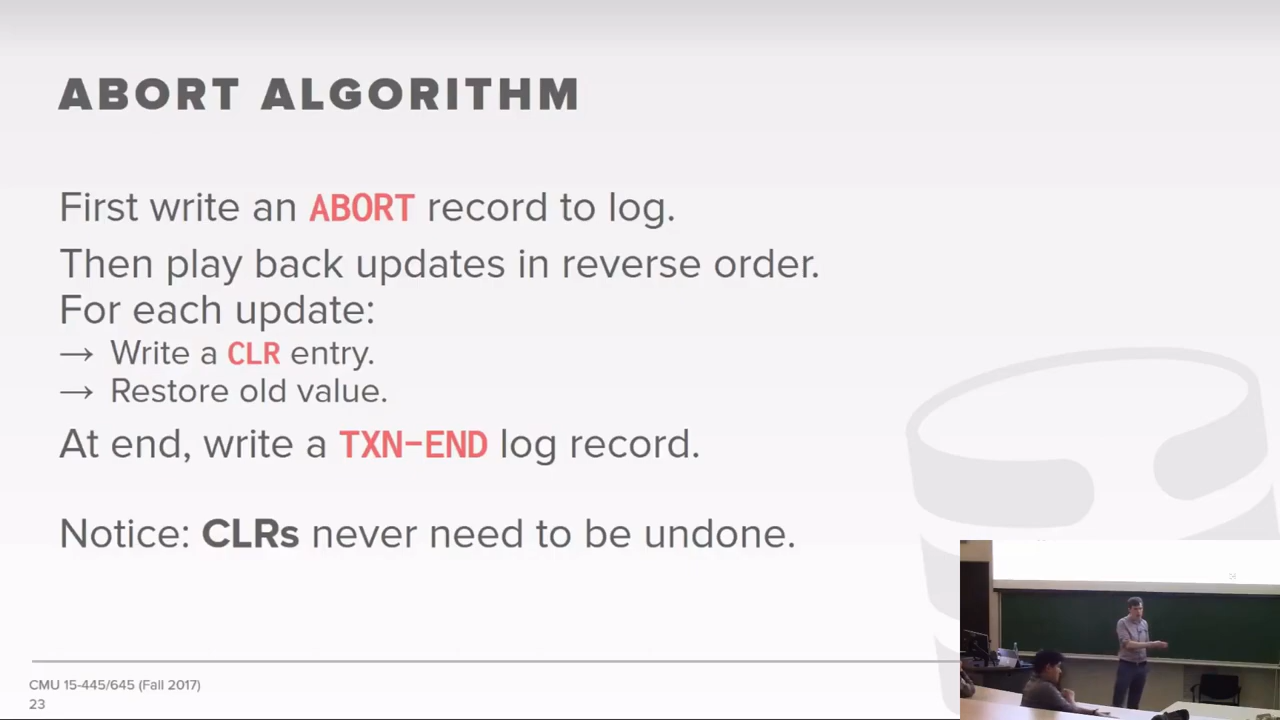 ABORT ALGORITHM
First write an ABORT record to log.
Then play back updates in reverse order.
For each update:
→ Write a CLR entry.
→ Restore old value.
At end, write a TXN-END log record.
Notice: CLRs never need to be undone.
CMU 15-445/645 (Fall 2017)
23